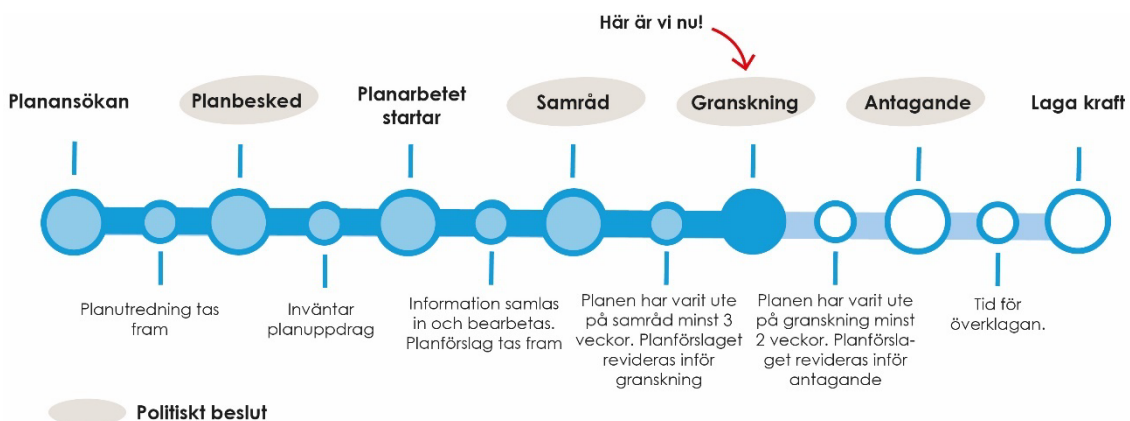 Här är vi nu!
Planansökan
Planbesked
Planarbetet
startar
Samråd
Granskning
Antagande
Laga kraft
Planutredning tas
fram
Inväntar
planuppdrag
Information samlas
in och bearbetas.
Planförslag tas fram
Planen har varit ute
på samråd minst 3
veckor. Planförslaget
revideras inför
granskning
Planen har varit ute
på granskning minst
2 veckor. Planförsla-
get revideras inför
antagande
Tid för
överklagan.
Politiskt beslut